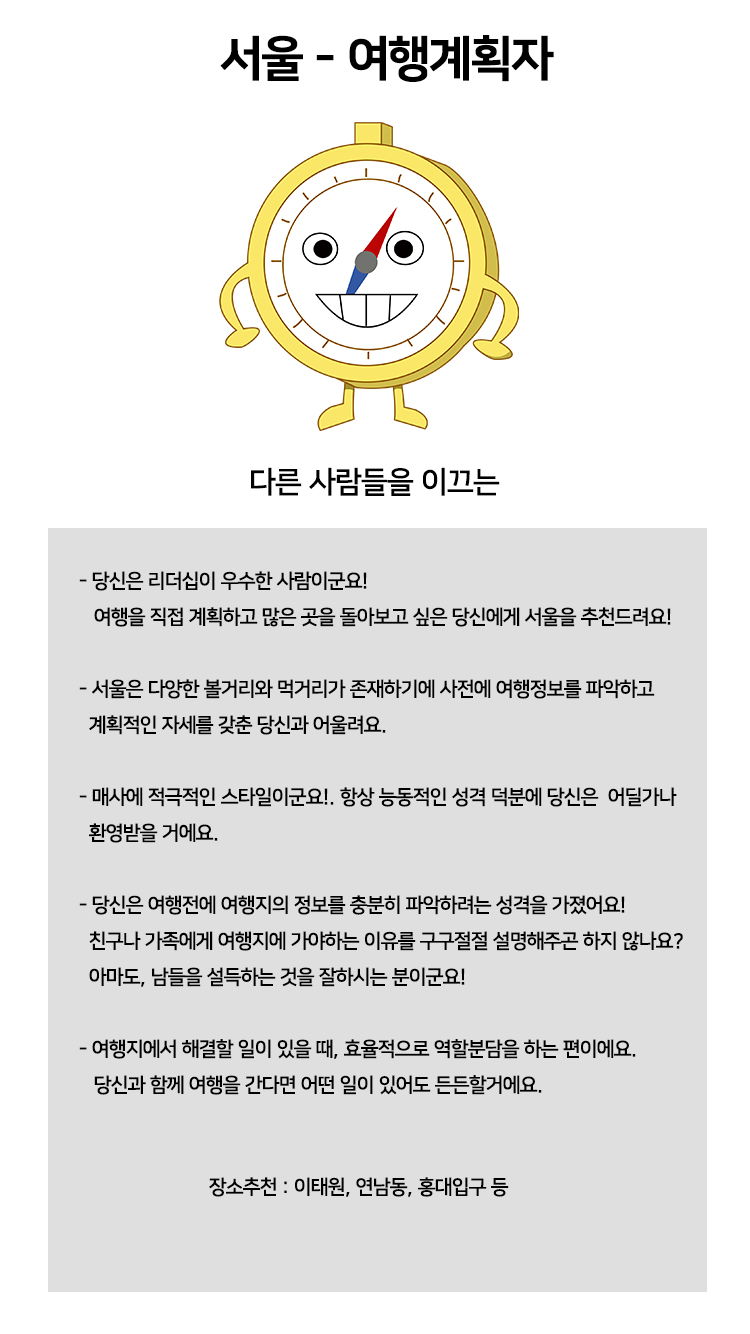 서울 - 여행계획자
다른 사람들을 이끄는
- 당신은 리더십이 우수한 사람이군요!
여행을 직접 계획하고 많은 곳을 돌아보고 싶은 당신에게 서울을 추천드려요!
- 서울은 다양한 볼거리와 먹거리가 존재하기에 사전에 여행정보를 파악하고
계획적인 자세를 갖춘 당신과 어울려요.
- 매사에 적극적인 스타일이군요!. 항상 능동적인 성격 덕분에 당신은 어딜가나
환영받을 거에요.
- 당신은 여행전에 여행지의 정보를 충분히 파악하려는 성격을 가졌어요!
친구나 가족에게 여행지에 가야하는 이유를 구구절절 설명해주곤 하지 않나요?
아마도, 남들을 설득하는 것을 잘하시는 분이군요!
- 여행지에서 해결할 일이 있을 때, 효율적으로 역할분담을 하는 편이에요.
당신과 함께 여행을 간다면 어떤 일이 있어도 든든할거에요.
장소추천 : 이태원, 연남동, 홍대입구 등